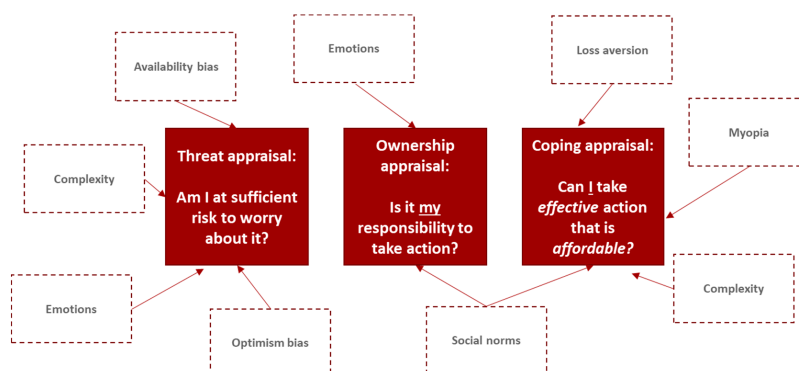 Emotions
Loss aversion
Availability bias
Threat appraisal:
Am I at sufficient
risk to worry
about it?
Ownership
appraisal:
Is it my
responsibility to
take action?
Coping appraisal:
Can I take
effective action
that is
affordable?
Myopia
Complexity
Emotions
Optimism bias
Social norms
Complexity